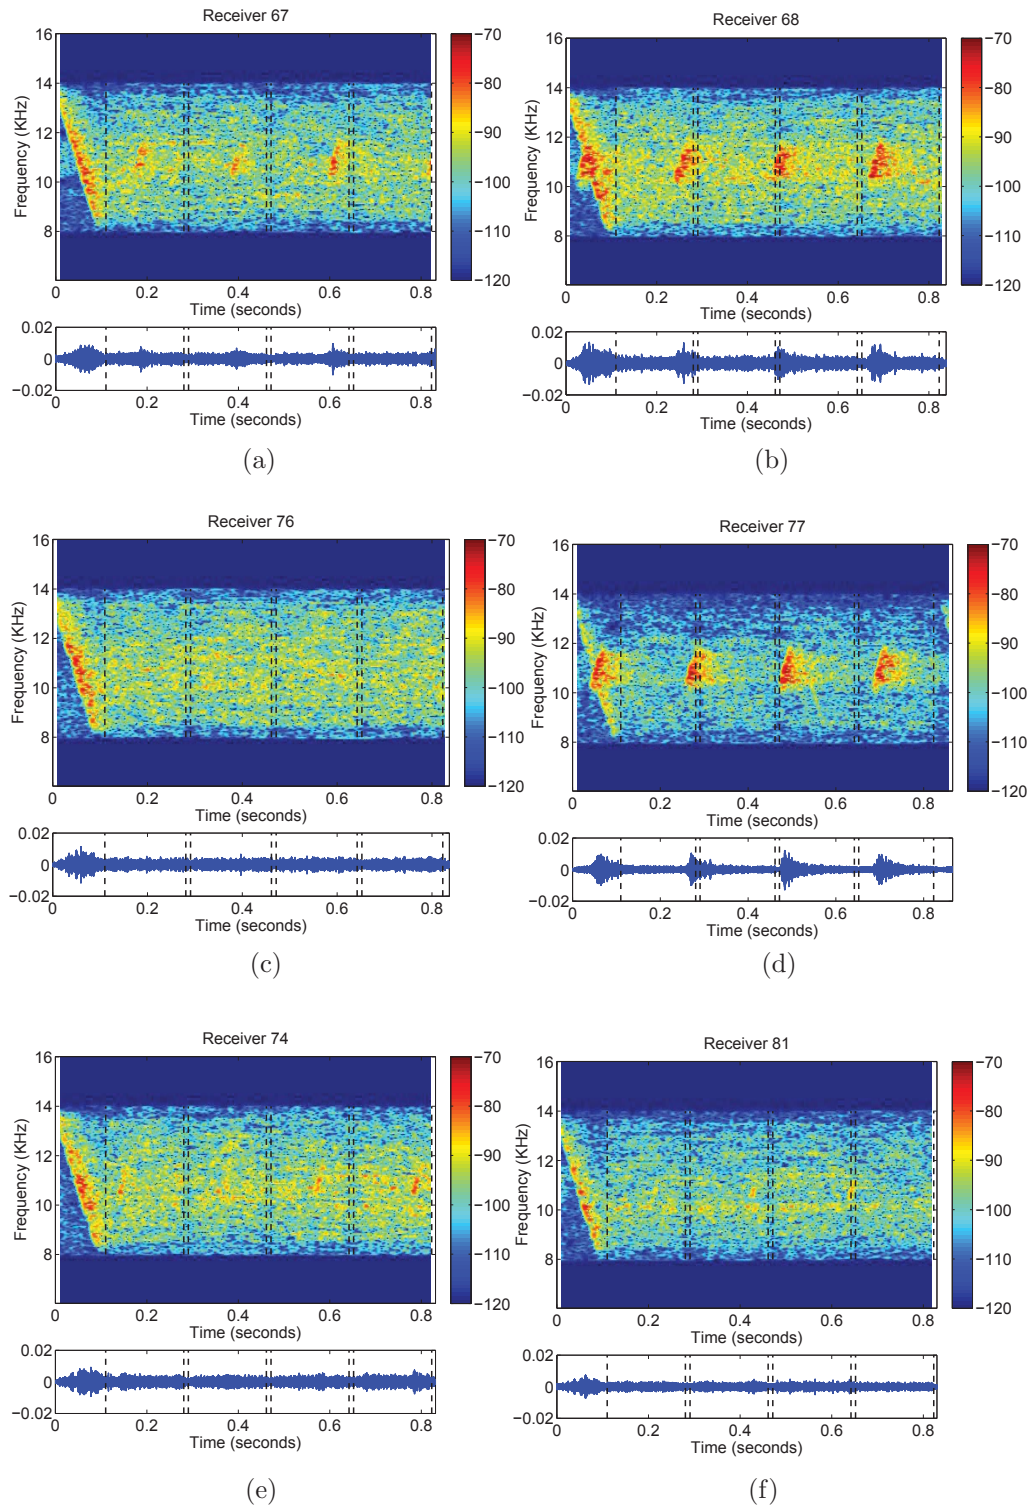 Receiver 67
16
14
12
10
8
Frequency (KHz)
0 0.2 0.4 0.6 0.8
Time (seconds)
−70
−80
−90
−100
−110
−120
0.02
0
−0.02
0 0.2 0.4 0.6 0.8
Time (seconds)
(a)
Receiver 68
16
14
12
10
8
Frequency (KHz)
0 0.2 0.4 0.6 0.8
Time (seconds)
−70
−80
−90
−100
−110
−120
0.02
0
−0.02
0 0.2 0.4 0.6 0.8
Time (seconds)
(b)
Receiver 76
16
14
12
10
8
Frequency (KHz)
0 0.2 0.4 0.6 0.8
Time (seconds)
−70
−80
−90
−100
−110
−120
0.02
0
−0.02
0 0.2 0.4 0.6 0.8
Time (seconds)
(c)
Receiver 77
16
14
12
10
8
Frequency (KHz)
0 0.2 0.4 0.6 0.8
Time (seconds)
−70
−80
−90
−100
−110
−120
0.02
0
−0.02
0 0.2 0.4 0.6 0.8
Time (seconds)
(d)
Receiver 74
16
14
12
10
8
Frequency (KHz)
0 0.2 0.4 0.6 0.8
Time (seconds)
−70
−80
−90
−100
−110
−120
0.02
0
−0.02
0 0.2 0.4 0.6 0.8
Time (seconds)
(e)
Receiver 81
16
14
12
10
8
Frequency (KHz)
0 0.2 0.4 0.6 0.8
Time (seconds)
−70
−80
−90
−100
−110
−120
0.02
0
−0.02
0 0.2 0.4 0.6 0.8
Time (seconds)
(f)